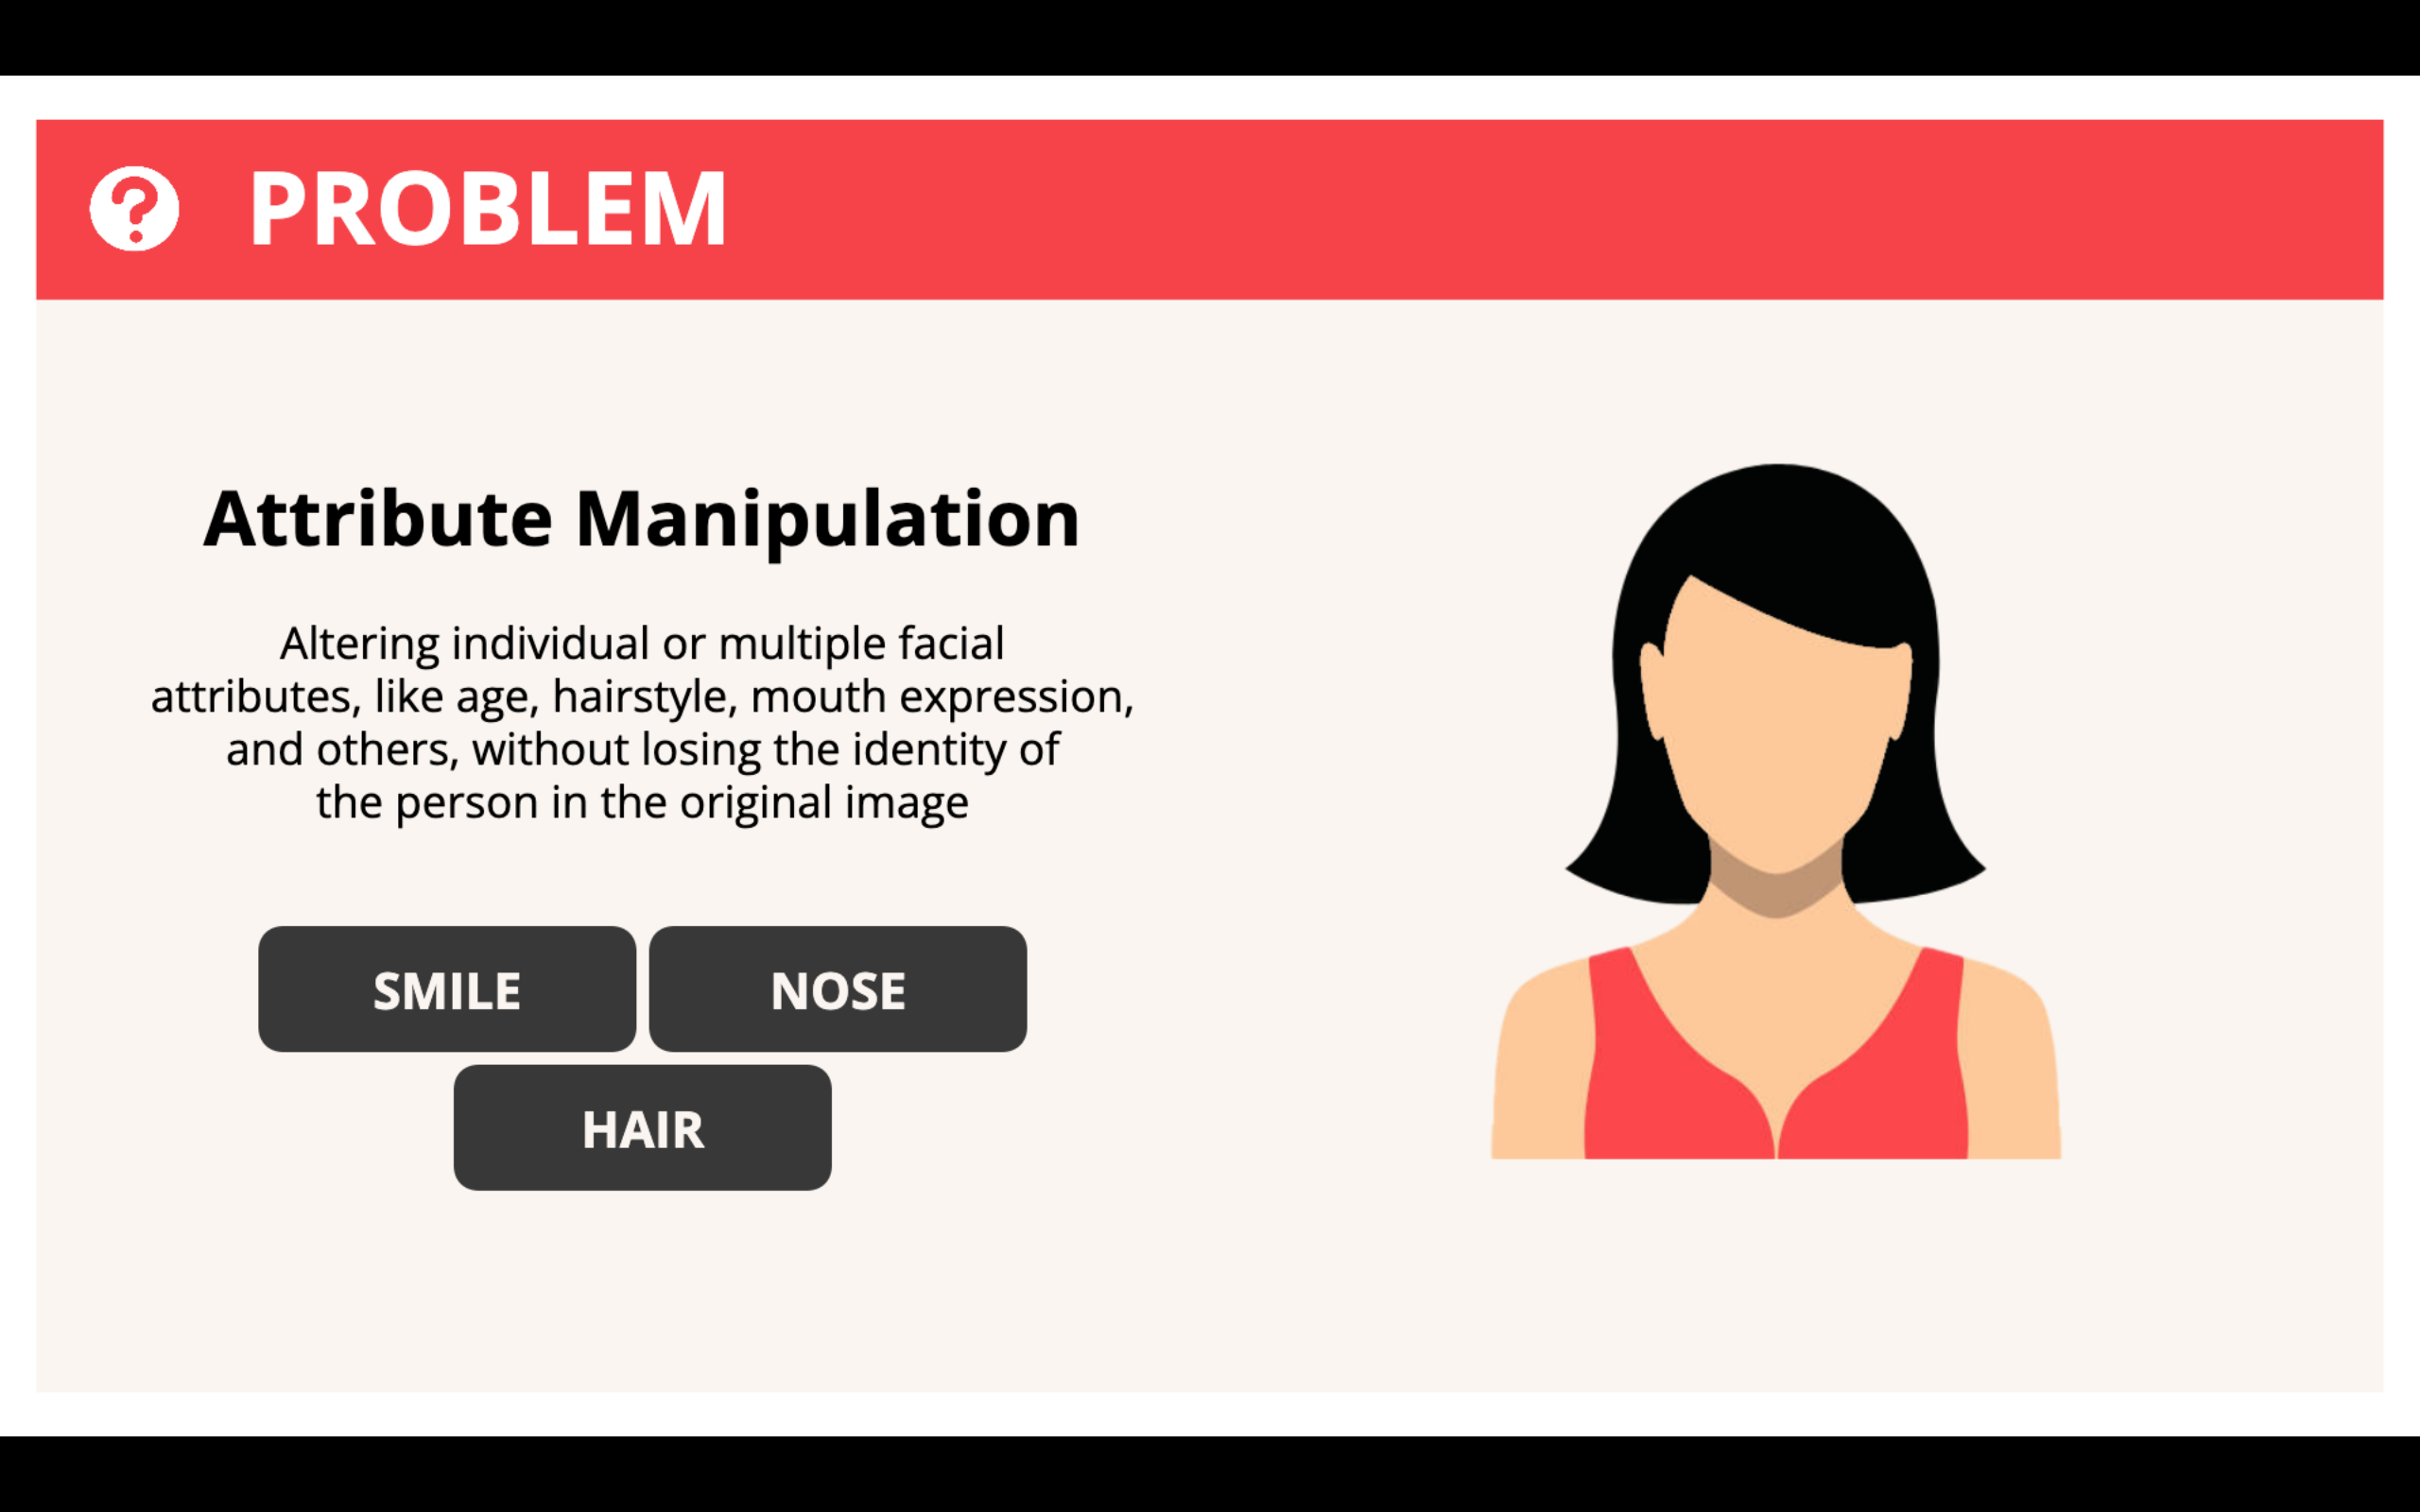 PROBLEM
Attribute Manipulation
Altering individual or multiple facial
attributes, like age, hairstyle, mouth expression,
and others, without losing the identity of
the person in the original image
SMILE
NOSE
HAIR